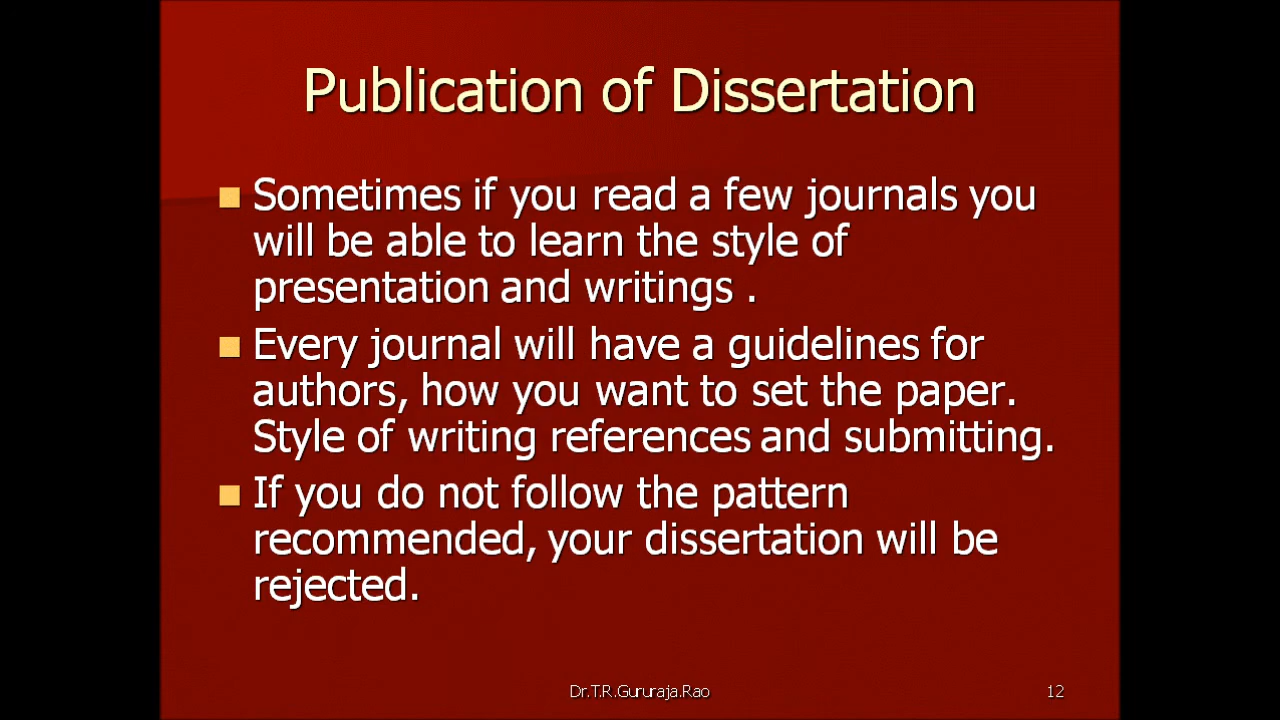 Publication of Dissertation
Sometimes if you read a few journals you
will be able to learn the style of
presentation and writings .
Every journal will have a guidelines for
authors, how you want to set the paper.
Style of writing references and submitting.
If you do not follow the pattern
recommended, your dissertation will be
rejected.
Dr.T.R.Gururaja.Rao
12